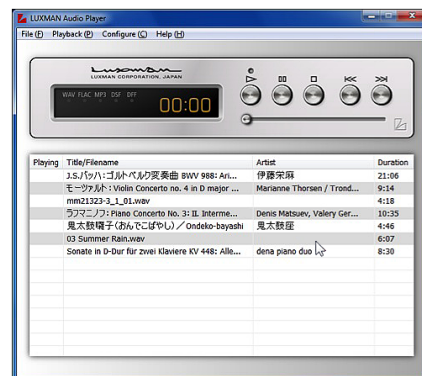 LUXMAN Audio Player
File (F) Playback (P) Configure (C) Help (H)
Luxman
LUXMAN CORPORATION, JAPAN
WAV FLAC MP3 DSF DFF
00:00
Playing Title/Filename Artist Duration
J.S.バッハ:ゴルトベルク変奏曲 BWV 988: Ari... 伊藤栄麻 21:06
モーツァルト : Violin Concerto no. 4 in D major ... Marianne Thorsen / Trond... 9:14
mm21323-3_1_01.wav 4:18
ラフマニノフ: Piano Concerto No. 3: II. Interme... Denis Matsuev, Valery Ger... 10:35
鬼太鼓囃子(おんでこばやし)/Ondeko-bayashi 鬼太鼓座 4:46
03 Summer Rain.wav 6:07
Sonate in D-Dur für zwei Klaviere KV 448: Alle... dena piano duo 8:30